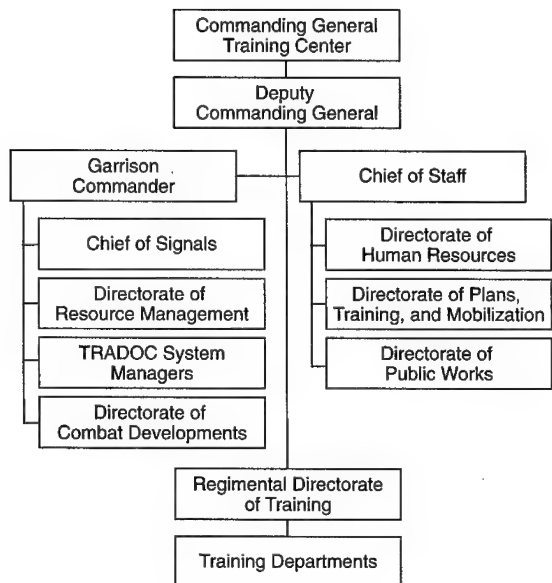 Commanding General
Training Center
Deputy
Commanding General
Garrison
Commander
Chief of Staff
Chief of Signals
Directorate of
Resource Management
TRADOC System
Managers
Directorate of
Combat Developments
Directorate of
Human Resources
Directorate of Plans,
Training, and Mobilization
Directorate of
Public Works
Regimental Directorate
of Training
Training Departments